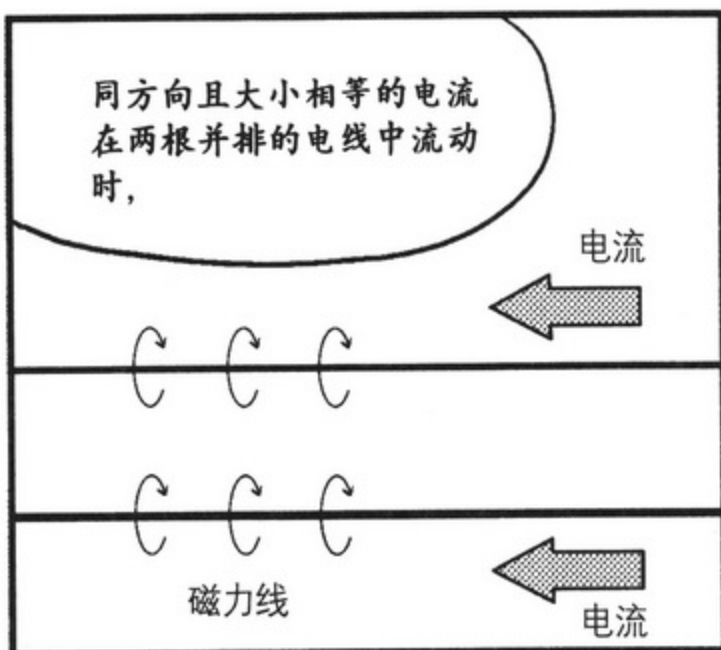 同方向且大小相等的电流
在两根并排的电线中流动
时，
电流
磁力线
电流